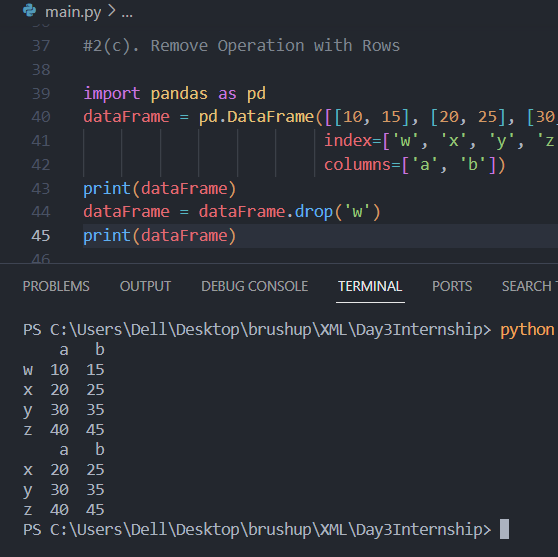 main.py > ...
37 #2(c). Remove Operation with Rows
38
39 import pandas as pd
40 dataFrame = pd.DataFrame([[10, 15], [20, 25], [30,
41 index=['w', 'x', 'y', 'z
42 columns=['a', 'b'])
43 print(dataFrame)
44 dataFrame = dataFrame.drop('w')
45 print(dataFrame)
46
PROBLEMS OUTPUT DEBUG CONSOLE TERMINAL PORTS SEARCH
PS C:\Users\Dell\Desktop\brushup\XML\Day3Internship> python
a b
w 10 15
x 20 25
y 30 35
z 40 45
a b
x 20 25
y 30 35
z 40 45
PS C:\Users\Dell\Desktop\brushup\XML\Day3Internship>